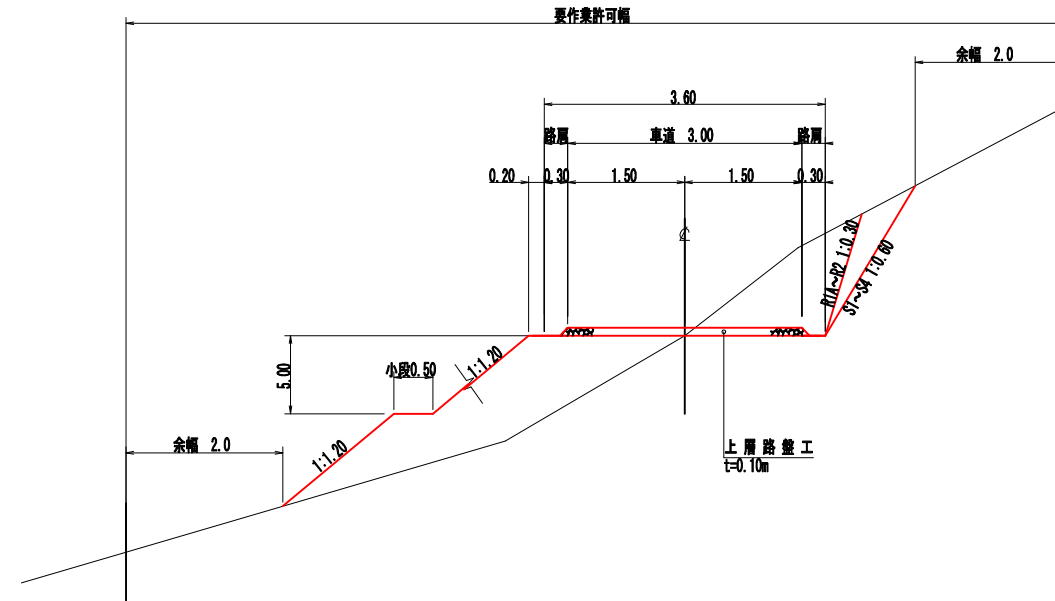 要作業許可幅
余幅 2.0
3.60
路肩
車道 3.00
路肩
0.20
0.30
1.50
1.50
0.30
R1A~R2 1:0.30
S1~S4 1:0.60
5.00
小段0.50
1:1.20
余幅 2.0
1:1.20
上層路盤工
t=0.10m